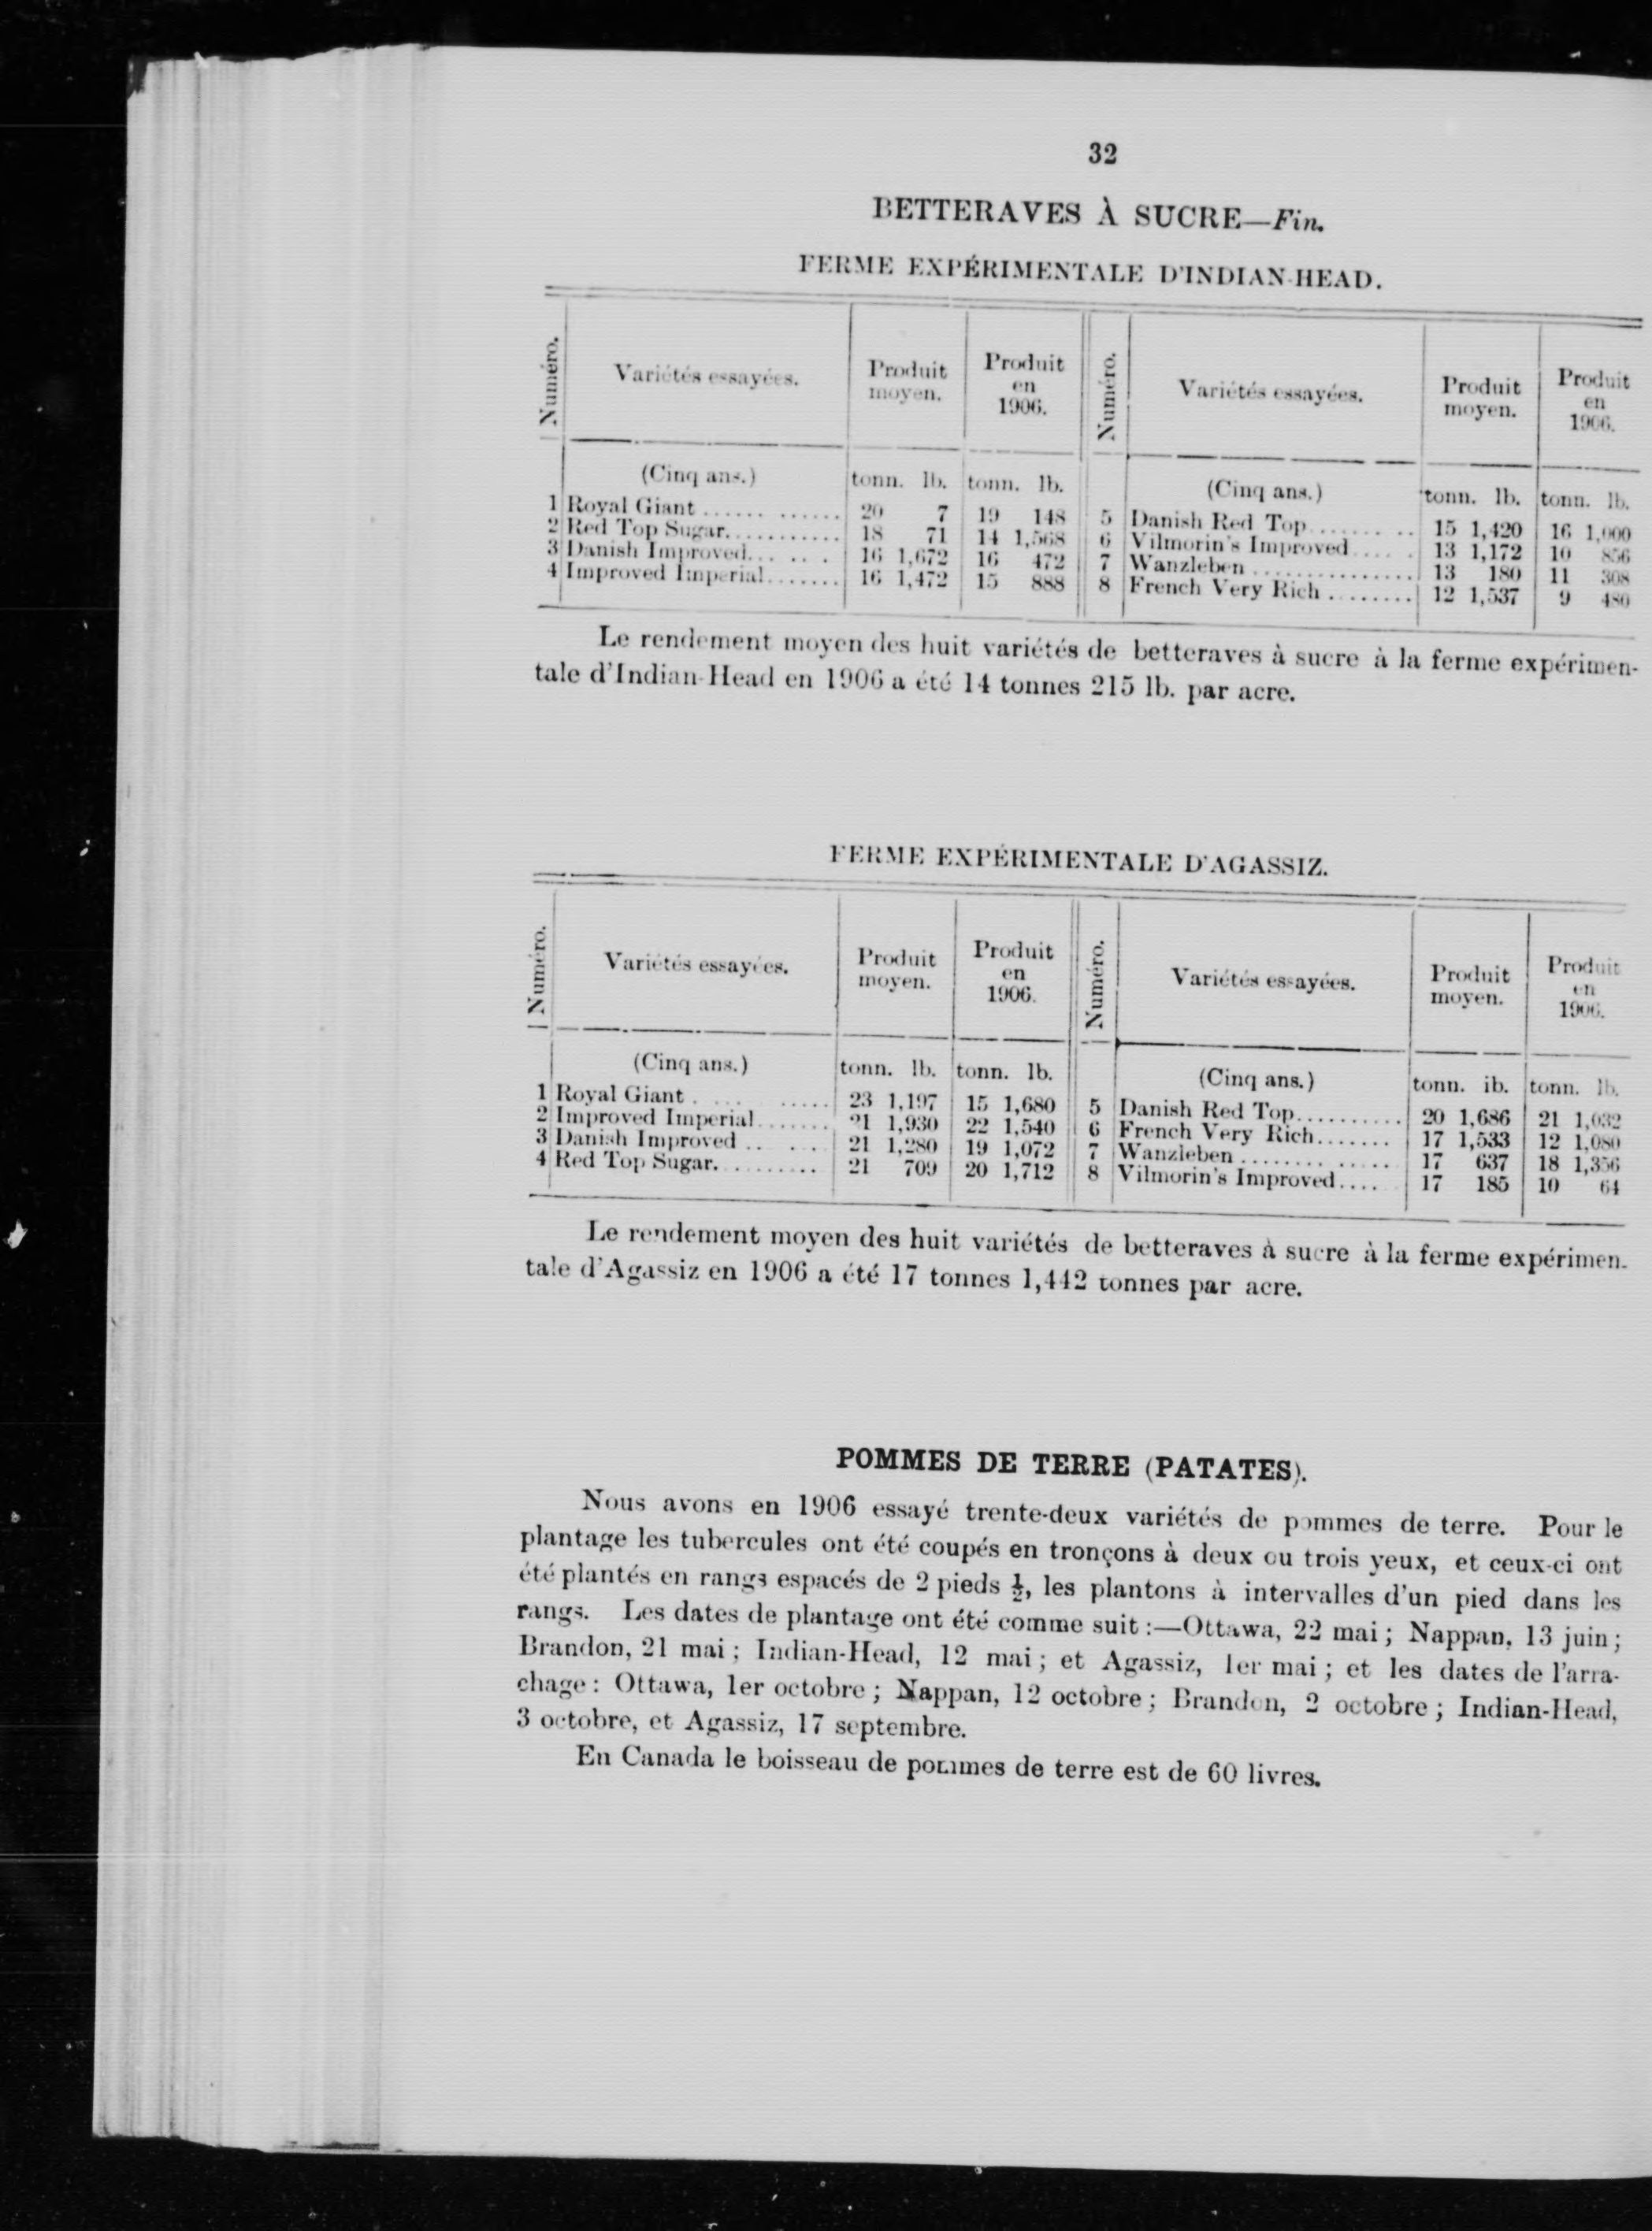 32
BETTERAVES À SUCRE—Fin.
FERME EXPÉRIMENTALE D'INDIAN-HEAD.
Numéro. Variétés essayées. Produit moyen. Produit en 1906. Numéro. Variétés essayées. Produit moyen. Produit en 1906.
(Cinq ans.) tonn. lb. tonn. lb. (Cinq ans.) tonn. lb. tonn. lb.
1 Royal Giant ............ 20 7 19 148 5 Danish Red Top......... 15 1,420 16 1,000
2 Red Top Sugar........... 18 71 14 1,568 6 Vilmorin's Improved..... 13 1,172 10 856
3 Danish Improved........ 16 1,672 16 472 7 Wanzleben ............... 13 180 11 308
4 Improved Imperial....... 16 1,472 15 888 8 French Very Rich ........ 12 1,537 9 480
Le rendement moyen des huit variétés de betteraves à sucre à la ferme expérimen-
tale d'Indian-Head en 1906 a été 14 tonnes 215 lb. par acre.
FERME EXPÉRIMENTALE D'AGASSIZ.
Numéro. Variétés essayées. Produit moyen. Produit en 1906. Numéro. Variétés essayées. Produit moyen. Produit en 1906.
(Cinq ans.) tonn. lb. tonn. lb. (Cinq ans.) tonn. ib. tonn. lb.
1 Royal Giant . ... ..... 23 1,197 15 1,680 5 Danish Red Top.......... 20 1,686 21 1,032
2 Improved Imperial....... 21 1,930 22 1,540 6 French Very Rich....... 17 1,533 12 1,080
3 Danish Improved .. .... 21 1,280 19 1,072 7 Wanzleben ............. 17 637 18 1,356
4 Red Top Sugar.......... 21 709 20 1,712 8 Vilmorin's Improved.... 17 185 10 64
Le rendement moyen des huit variétés de betteraves à sucre à la ferme expérimen-
tale d'Agassiz en 1906 a été 17 tonnes 1,442 tonnes par acre.
POMMES DE TERRE (PATATES).
Nous avons en 1906 essayé trente-deux variétés de pommes de terre. Pour le
plantage les tubercules ont été coupés en tronçons à deux ou trois yeux, et ceux-ci ont
été plantés en rangs espacés de 2 pieds ½, les plantons à intervalles d'un pied dans les
rangs. Les dates de plantage ont été comme suit :—Ottawa, 22 mai ; Nappan, 13 juin ;
Brandon, 21 mai ; Indian-Head, 12 mai ; et Agassiz, 1er mai ; et les dates de l'arra-
chage : Ottawa, 1er octobre ; Nappan, 12 octobre ; Brandon, 2 octobre ; Indian-Head,
3 octobre, et Agassiz, 17 septembre.
En Canada le boisseau de pommes de terre est de 60 livres.